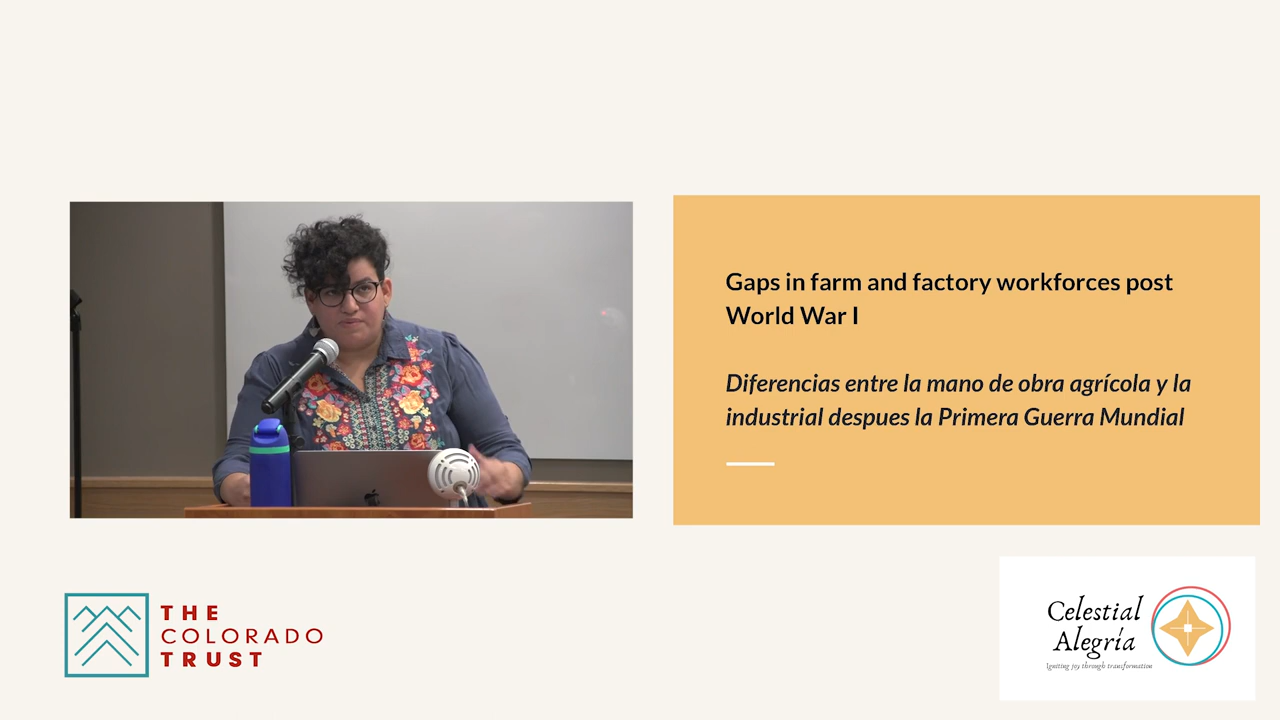 Gaps in farm and factory workforces post
World War I
Diferencias entre la mano de obra agrícola y la
industrial despues la Primera Guerra Mundial
THE
COLORADO
TRUST
Celestial
Alegría
Igniting joy through transformation